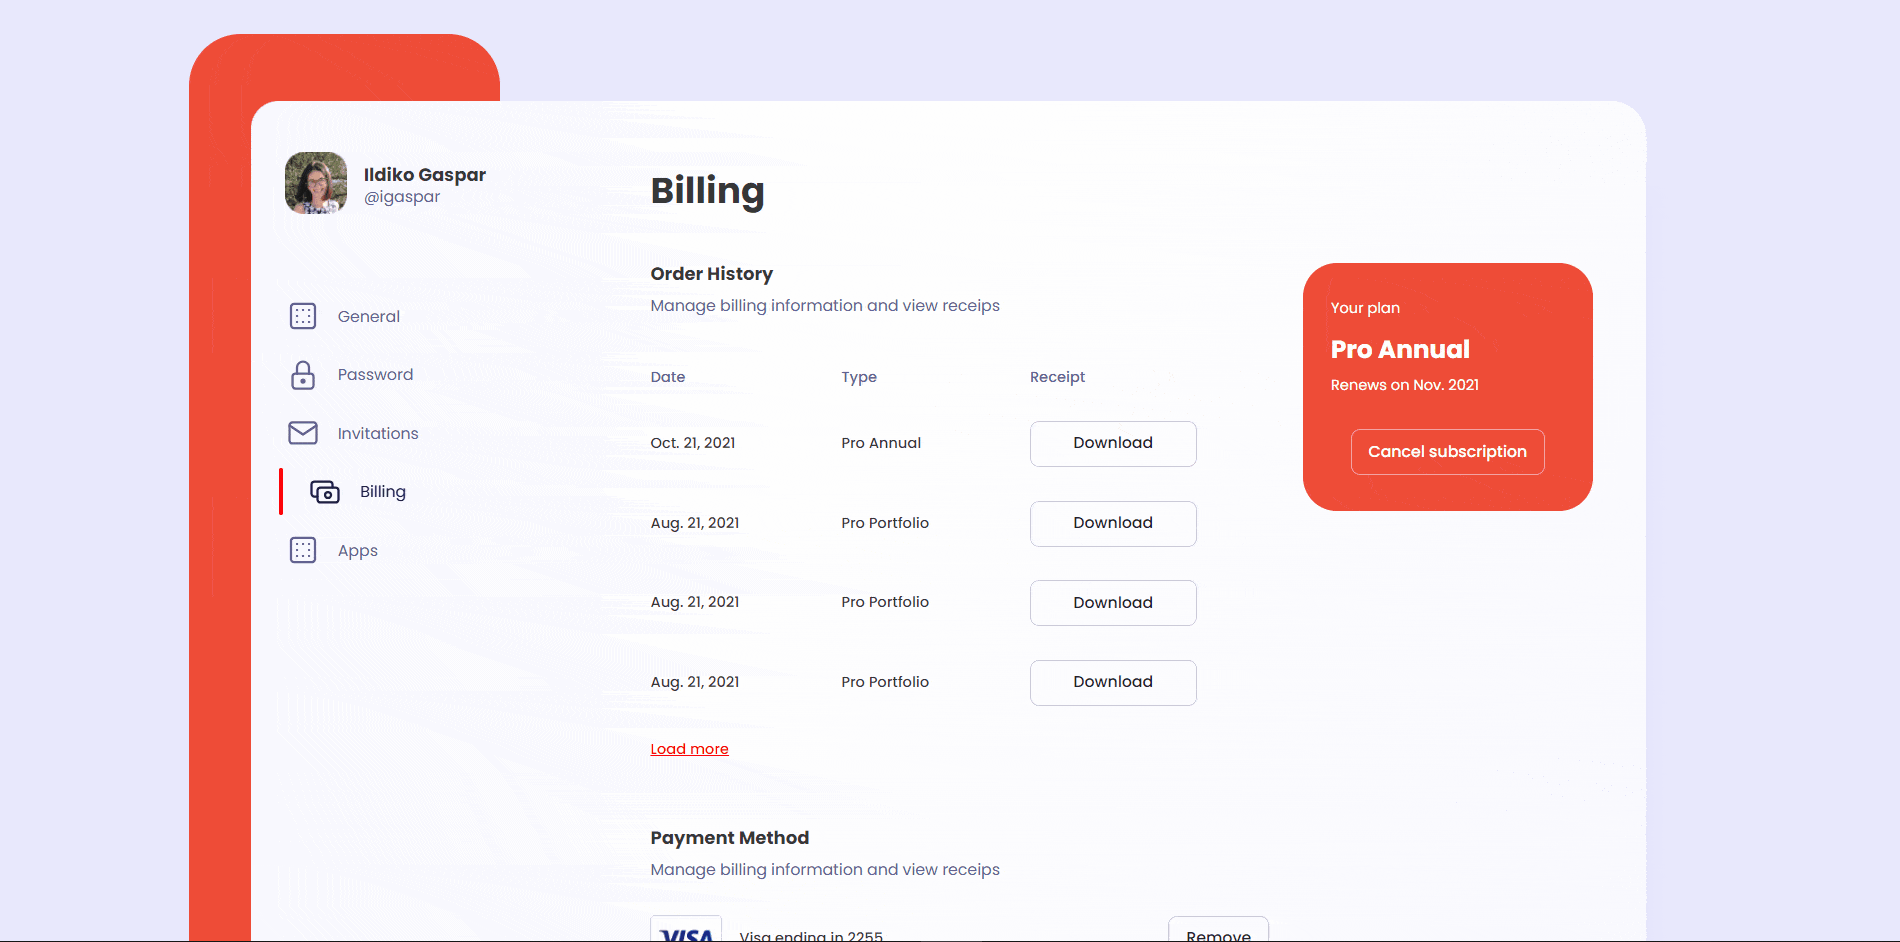 Ildiko Gaspar
@igaspar
General
Password
Invitations
Billing
Apps
Billing
Order History
Manage billing information and view receips
Date Type Receipt
Oct. 21, 2021 Pro Annual Download
Aug. 21, 2021 Pro Portfolio Download
Aug. 21, 2021 Pro Portfolio Download
Aug. 21, 2021 Pro Portfolio Download
Load more
Payment Method
Manage billing information and view receips
VISA Visa ending in 2255 Remove
Your plan
Pro Annual
Renews on Nov. 2021
Cancel subscription